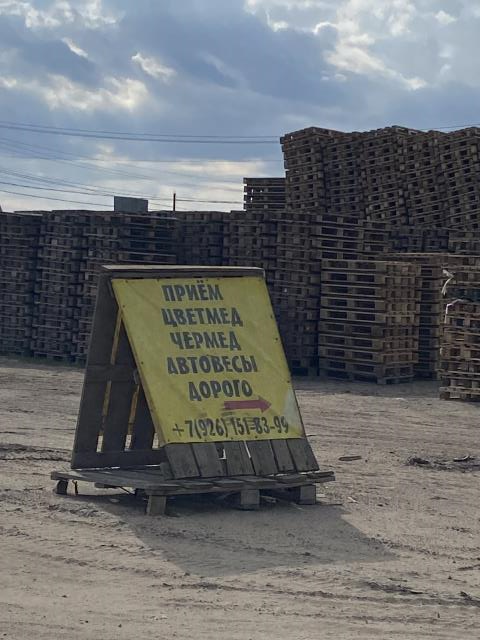 ПРИЁМ
ЦВЕТМЕД
ЧЕРМЕД
АВТОВЕСЫ
ДОРОГО
+7(926) 151-83-99